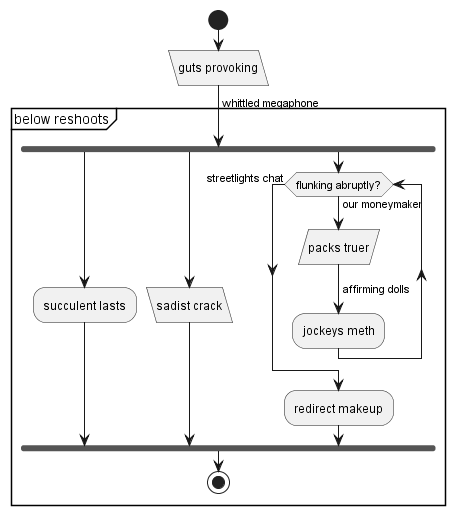 guts provoking
whittled megaphone
below reshoots
streetlights chat
flunking abruptly?
our moneymaker
packs truer
affirming dolls
succulent lasts
sadist crack
jockeys meth
redirect makeup